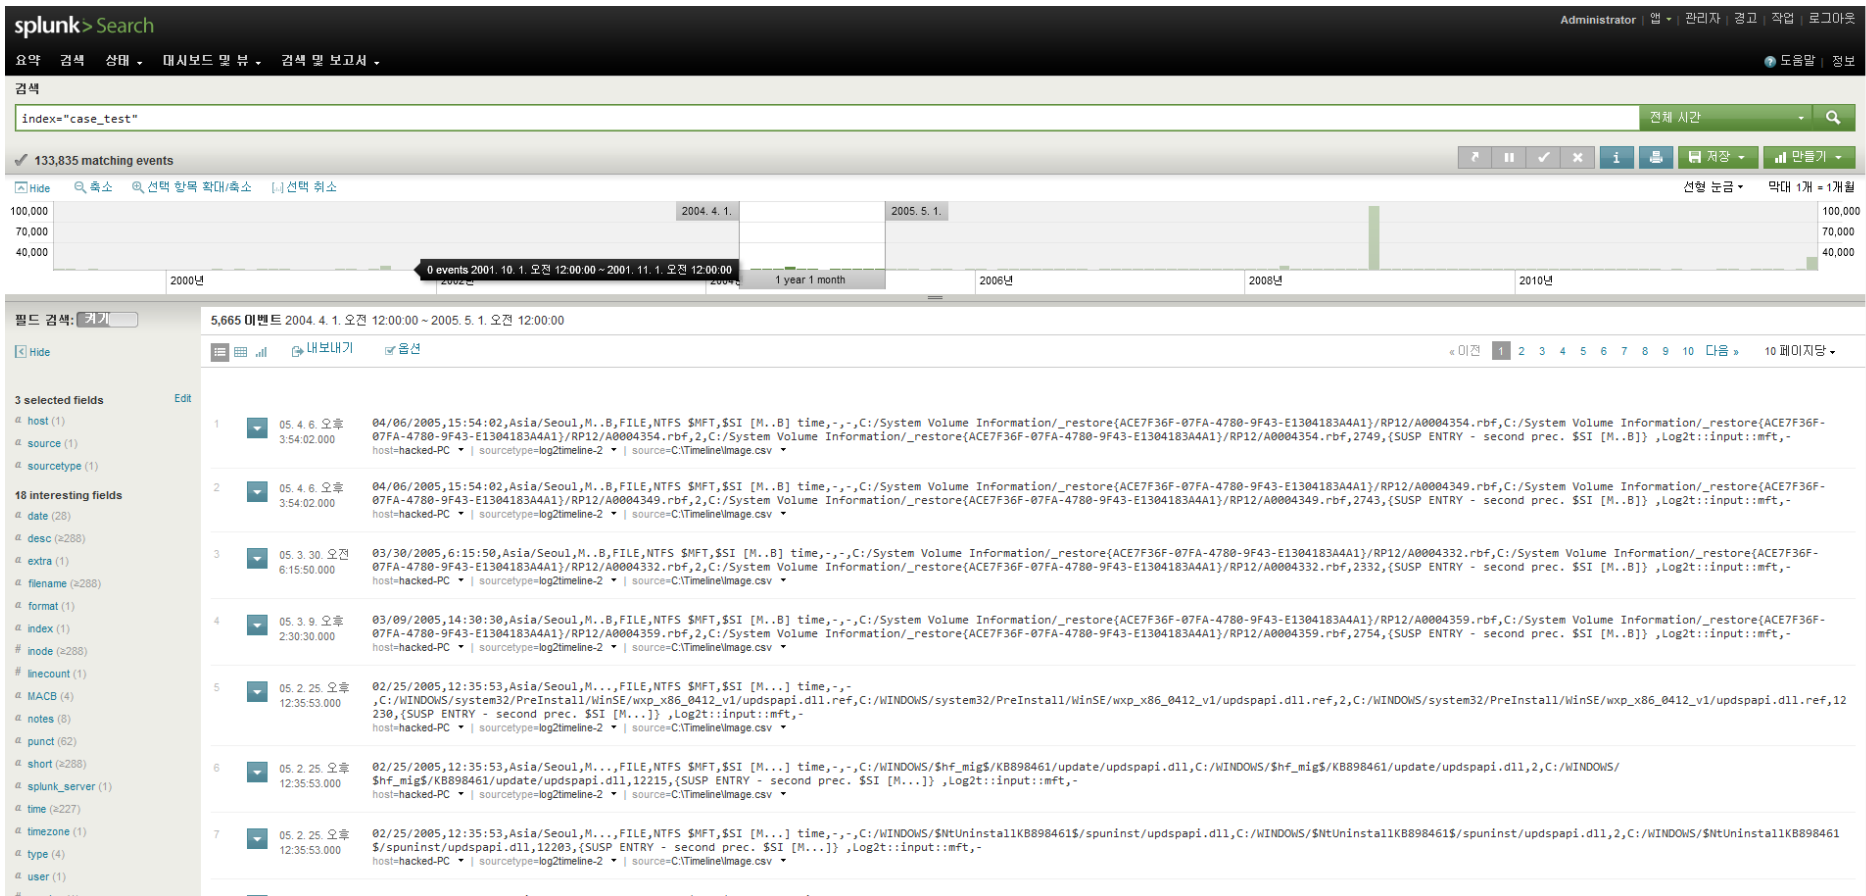 splunk> Search
Administrator | 앱 | 관리자 | 경고 | 작업 | 로그아웃
요약 검색 상태 대시보드 및 뷰 검색 및 보고서
도움말 | 정보
검색
index="case_test"
전체 시간
133,835 matching events
저장 만들기
Hide 축소 선택 항목 확대/축소 선택 취소
선형 눈금 막대 1개 = 1개월
100,000 2004. 4. 1. 2005. 5. 1. 100,000
70,000 70,000
40,000 40,000
0 events 2001. 10. 1. 오전 12:00:00 ~ 2001. 11. 1. 오전 12:00:00
2000년 2002년 2004년 1 year 1 month 2006년 2008년 2010년
필드 검색: 켜기
5,665 이벤트 2004. 4. 1. 오전 12:00:00 ~ 2005. 5. 1. 오전 12:00:00
Hide
내보내기 옵션
« 이전 1 2 3 4 5 6 7 8 9 10 다음 » 10 페이지당
3 selected fields Edit
a host (1)
a source (1)
a sourcetype (1)
18 interesting fields
a date (28)
a desc (≥288)
a extra (1)
a filename (≥288)
a format (1)
a index (1)
# inode (≥288)
# linecount (1)
a MACB (4)
a notes (8)
a punct (62)
a short (≥288)
a splunk_server (1)
a time (≥227)
a timezone (1)
a type (4)
a user (1)
1 05. 4. 6. 오후 3:54:02.000
04/06/2005,15:54:02,Asia/Seoul,M..B,FILE,NTFS $MFT,$SI [M..B] time,-,-,C:/System Volume Information/_restore{ACE7F36F-07FA-4780-9F43-E1304183A4A1}/RP12/A0004354.rbf,C:/System Volume Information/_restore{ACE7F36F-
07FA-4780-9F43-E1304183A4A1}/RP12/A0004354.rbf,2,C:/System Volume Information/_restore{ACE7F36F-07FA-4780-9F43-E1304183A4A1}/RP12/A0004354.rbf,2749,{SUSP ENTRY - second prec. $SI [M..B]} ,Log2t::input::mft,-
host=hacked-PC | sourcetype=log2timeline-2 | source=C:\Timeline\Image.csv
2 05. 4. 6. 오후 3:54:02.000
04/06/2005,15:54:02,Asia/Seoul,M..B,FILE,NTFS $MFT,$SI [M..B] time,-,-,C:/System Volume Information/_restore{ACE7F36F-07FA-4780-9F43-E1304183A4A1}/RP12/A0004349.rbf,C:/System Volume Information/_restore{ACE7F36F-
07FA-4780-9F43-E1304183A4A1}/RP12/A0004349.rbf,2,C:/System Volume Information/_restore{ACE7F36F-07FA-4780-9F43-E1304183A4A1}/RP12/A0004349.rbf,2743,{SUSP ENTRY - second prec. $SI [M..B]} ,Log2t::input::mft,-
host=hacked-PC | sourcetype=log2timeline-2 | source=C:\Timeline\Image.csv
3 05. 3. 30. 오전 6:15:50.000
03/30/2005,6:15:50,Asia/Seoul,M..B,FILE,NTFS $MFT,$SI [M..B] time,-,-,C:/System Volume Information/_restore{ACE7F36F-07FA-4780-9F43-E1304183A4A1}/RP12/A0004332.rbf,C:/System Volume Information/_restore{ACE7F36F-
07FA-4780-9F43-E1304183A4A1}/RP12/A0004332.rbf,2,C:/System Volume Information/_restore{ACE7F36F-07FA-4780-9F43-E1304183A4A1}/RP12/A0004332.rbf,2332,{SUSP ENTRY - second prec. $SI [M..B]} ,Log2t::input::mft,-
host=hacked-PC | sourcetype=log2timeline-2 | source=C:\Timeline\Image.csv
4 05. 3. 9. 오후 2:30:30.000
03/09/2005,14:30:30,Asia/Seoul,M..B,FILE,NTFS $MFT,$SI [M..B] time,-,-,C:/System Volume Information/_restore{ACE7F36F-07FA-4780-9F43-E1304183A4A1}/RP12/A0004359.rbf,C:/System Volume Information/_restore{ACE7F36F-
07FA-4780-9F43-E1304183A4A1}/RP12/A0004359.rbf,2,C:/System Volume Information/_restore{ACE7F36F-07FA-4780-9F43-E1304183A4A1}/RP12/A0004359.rbf,2754,{SUSP ENTRY - second prec. $SI [M..B]} ,Log2t::input::mft,-
host=hacked-PC | sourcetype=log2timeline-2 | source=C:\Timeline\Image.csv
5 05. 2. 25. 오후 12:35:53.000
02/25/2005,12:35:53,Asia/Seoul,M...,FILE,NTFS $MFT,$SI [M...] time,-,-
,C:/WINDOWS/system32/PreInstall/WinSE/wxp_x86_0412_v1/updspapi.dll.ref,C:/WINDOWS/system32/PreInstall/WinSE/wxp_x86_0412_v1/updspapi.dll.ref,2,C:/WINDOWS/system32/PreInstall/WinSE/wxp_x86_0412_v1/updspapi.dll.ref,12
230,{SUSP ENTRY - second prec. $SI [M...]} ,Log2t::input::mft,-
host=hacked-PC | sourcetype=log2timeline-2 | source=C:\Timeline\Image.csv
6 05. 2. 25. 오후 12:35:53.000
02/25/2005,12:35:53,Asia/Seoul,M...,FILE,NTFS $MFT,$SI [M...] time,-,-,C:/WINDOWS/$hf_mig$/KB898461/update/updspapi.dll,C:/WINDOWS/$hf_mig$/KB898461/update/updspapi.dll,2,C:/WINDOWS/
$hf_mig$/KB898461/update/updspapi.dll,12215,{SUSP ENTRY - second prec. $SI [M...]} ,Log2t::input::mft,-
host=hacked-PC | sourcetype=log2timeline-2 | source=C:\Timeline\Image.csv
7 05. 2. 25. 오후 12:35:53.000
02/25/2005,12:35:53,Asia/Seoul,M...,FILE,NTFS $MFT,$SI [M...] time,-,-,C:/WINDOWS/$NtUninstallKB898461$/spuninst/updspapi.dll,C:/WINDOWS/$NtUninstallKB898461$/spuninst/updspapi.dll,2,C:/WINDOWS/$NtUninstallKB898461
$/spuninst/updspapi.dll,12203,{SUSP ENTRY - second prec. $SI [M...]} ,Log2t::input::mft,-
host=hacked-PC | sourcetype=log2timeline-2 | source=C:\Timeline\Image.csv